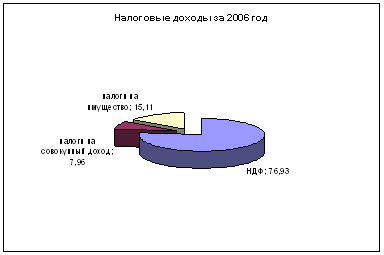 Налоговые доходы за 2006 год
налоги на
имущество; 15,11
налоги на
совокупный доход;
7,96
НДФ; 76,93